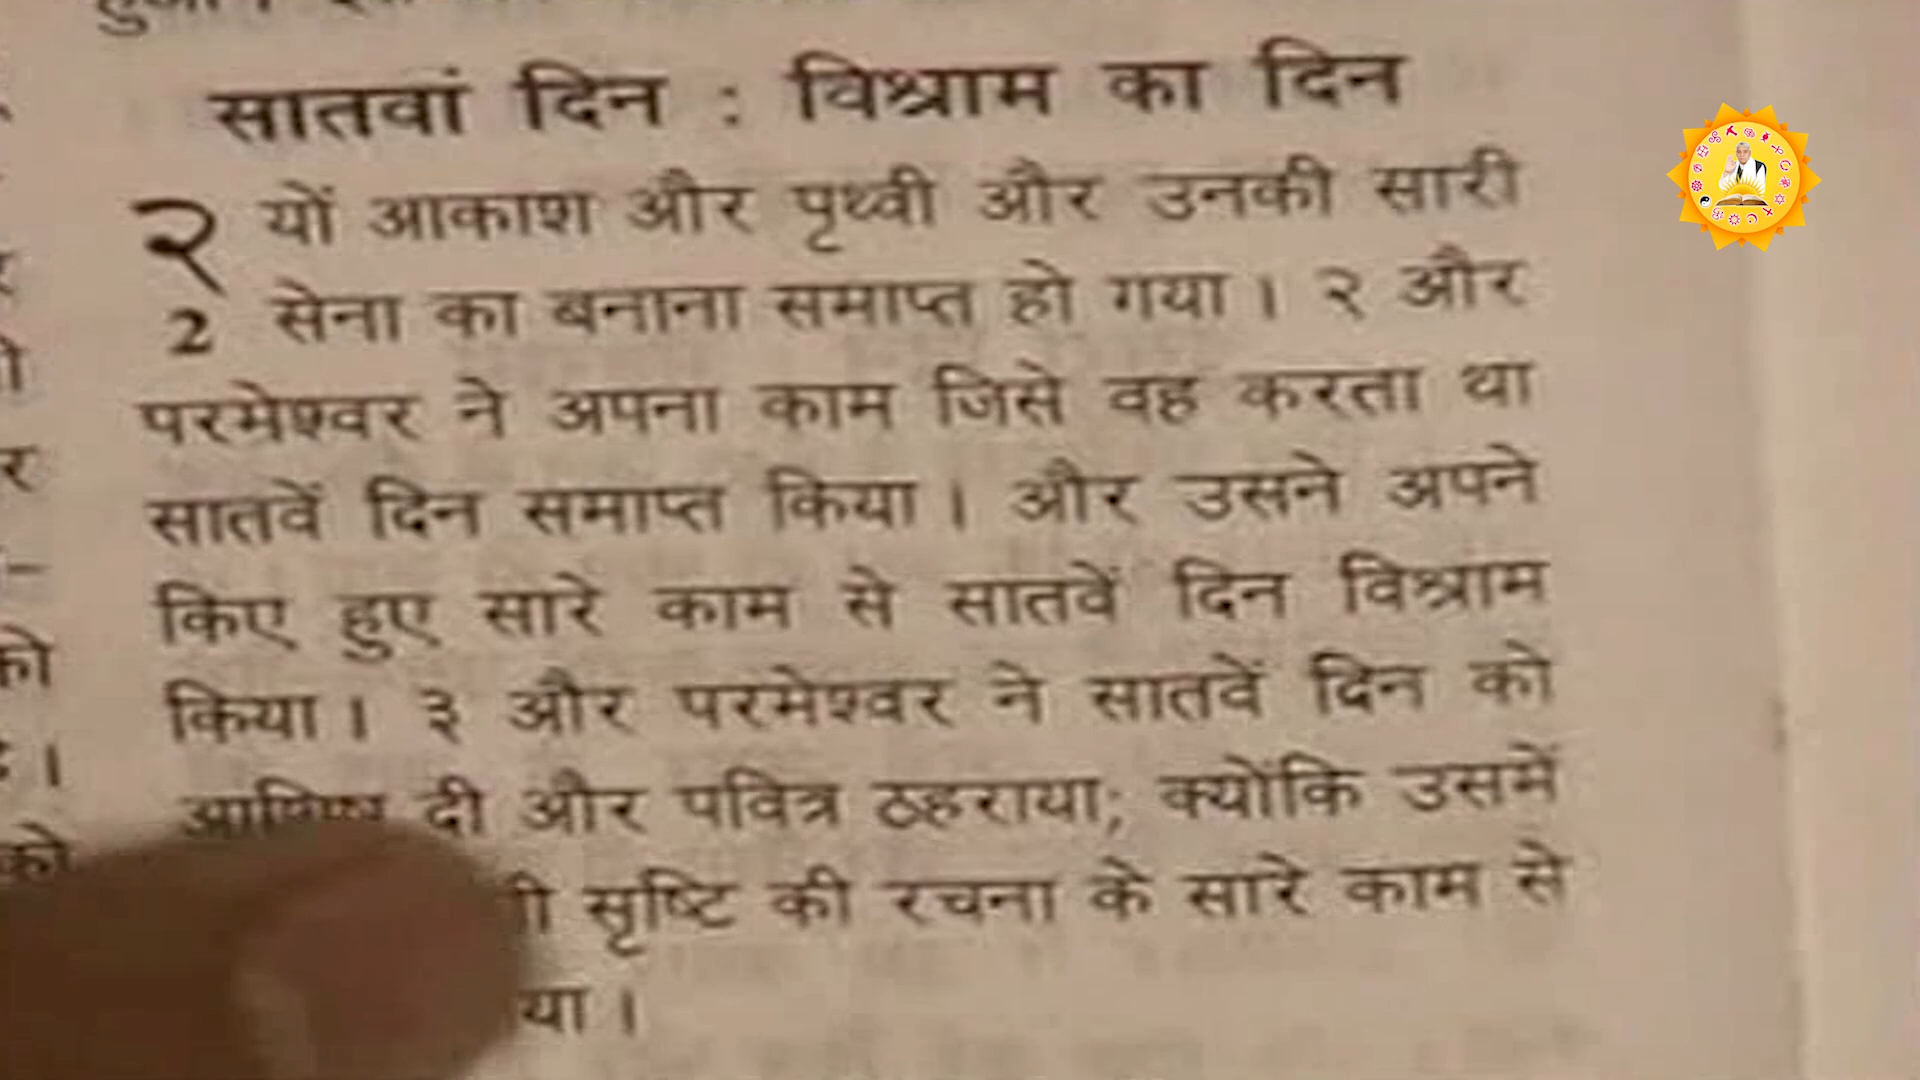 सातवां दिन : विश्राम का दिन
२ यों आकाश और पृथ्वी और उनकी सारी
2 सेना का बनाना समाप्त हो गया। २ और
परमेश्वर ने अपना काम जिसे वह करता था
सातवें दिन समाप्त किया। और उसने अपने
किए हुए सारे काम से सातवें दिन विश्राम
किया। ३ और परमेश्वर ने सातवें दिन को
दी और पवित्र ठहराया; क्योंकि उसमें
सृष्टि की रचना के सारे काम से